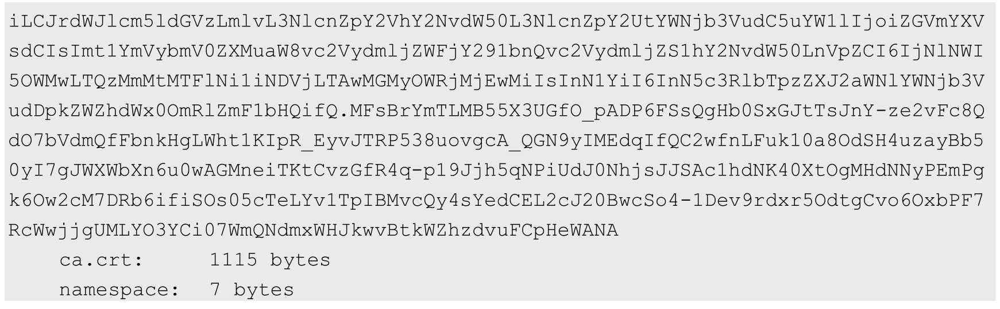 iLCJrdWJlcm5ldGVzLmlvL3NlcnZpY2VhY2NvdW50L3NlcnZpY2UtYWNjb3VudC5uYW1lIjoiZGVmYXV
sdCIsImt1YmVybmV0ZXMuaW8vc2VydmljZWFjY291bnQvc2VydmljZS1hY2NvdW50LnVpZCI6IjNlNWI
5OWMwLTQzMmMtMTFlNi1iNDVjLTAwMGMyOWRjMjEwMiIsInN1YiI6InN5c3RlbTpzZXJ2aWNlYWNjb3V
udDpkZWZhdWx0OmRlZmF1bHQifQ.MFsBrYmTLMB55X3UGfO_pADP6FSsQgHb0SxGJtTsJnY-ze2vFc8Q
dO7bVdmQfFbnkHgLWht1KIpR_EyvJTRP538uovgcA_QGN9yIMEdqIfQC2wfnLFuk10a8OdSH4uzayBb5
0yI7gJWXWbXn6u0wAGMneiTKtCvzGfR4q-p19Jjh5qNPiUdJ0NhjsJJSAc1hdNK40XtOgMHdNNyPEmPg
k6Ow2cM7DRb6ifiSOs05cTeLYv1TpIBMvcQy4sYedCEL2cJ20BwcSo4-1Dev9rdxr5OdtgCvo6OxbPF7
RcWwjjgUMLYO3YCi07WmQNdmxWHJkwvBtkWZhzdvuFCpHeWANA
ca.crt: 1115 bytes
namespace: 7 bytes